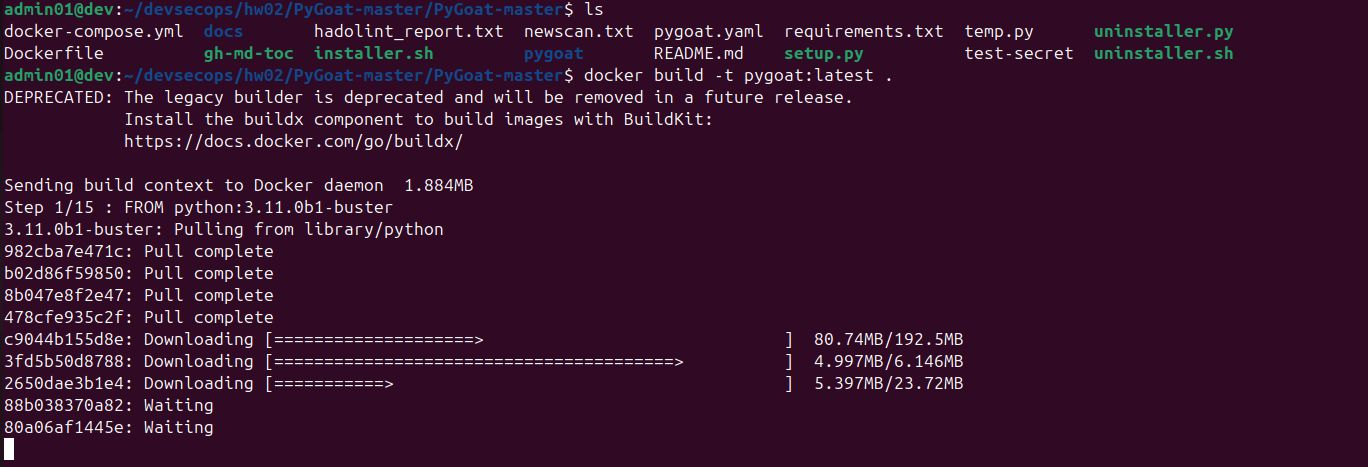 admin01@dev:~/devsecops/hw02/PyGoat-master/PyGoat-master$ ls
docker-compose.yml  docs       hadolint_report.txt  newscan.txt  pygoat.yaml  requirements.txt  temp.py      uninstaller.py
Dockerfile          gh-md-toc  installer.sh         pygoat       README.md    setup.py          test-secret  uninstaller.sh
admin01@dev:~/devsecops/hw02/PyGoat-master/PyGoat-master$ docker build -t pygoat:latest .
DEPRECATED: The legacy builder is deprecated and will be removed in a future release.
            Install the buildx component to build images with BuildKit:
            https://docs.docker.com/go/buildx/
Sending build context to Docker daemon  1.884MB
Step 1/15 : FROM python:3.11.0b1-buster
3.11.0b1-buster: Pulling from library/python
982cba7e471c: Pull complete
b02d86f59850: Pull complete
8b047e8f2e47: Pull complete
478cfe935c2f: Pull complete
c9044b155d8e: Downloading [====================>                              ]  80.74MB/192.5MB
3fd5b50d8788: Downloading [========================================>          ]  4.997MB/6.146MB
2650dae3b1e4: Downloading [===========>                                       ]  5.397MB/23.72MB
88b038370a82: Waiting
80a06af1445e: Waiting